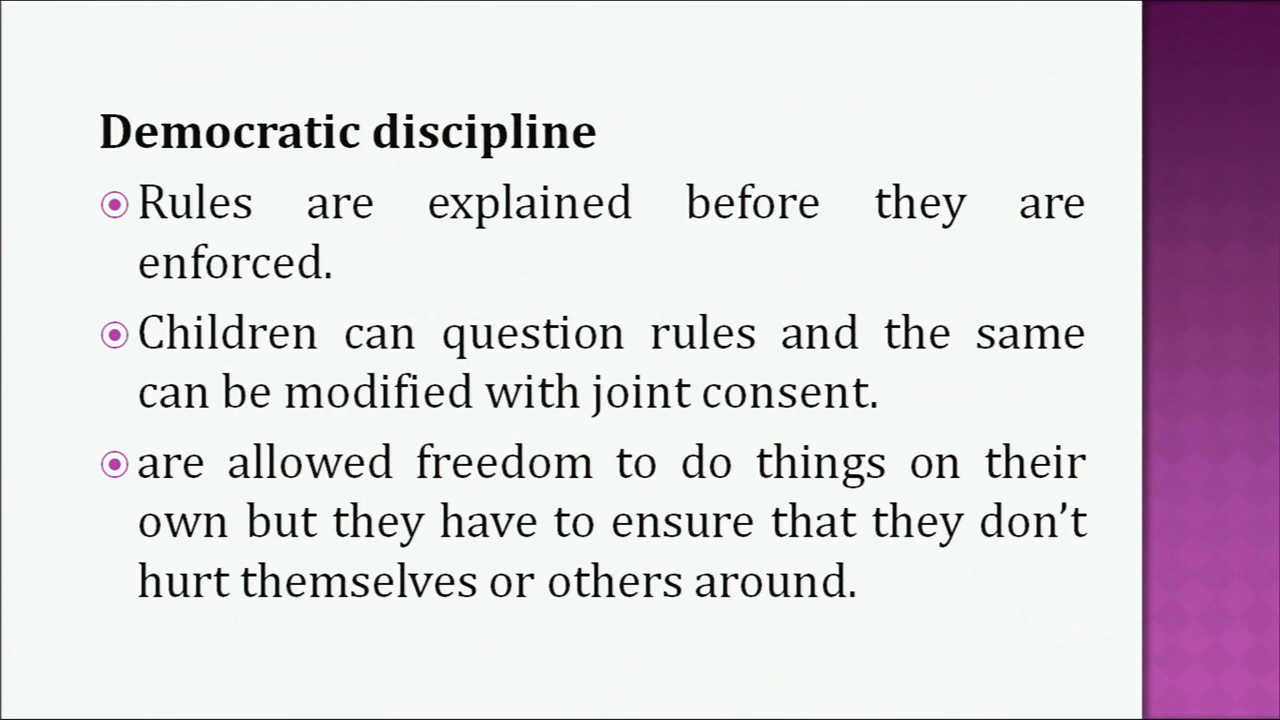 Democratic discipline
Rules are explained before they are
enforced.
Children can question rules and the same
can be modified with joint consent.
are allowed freedom to do things on their
own but they have to ensure that they don’t
hurt themselves or others around.